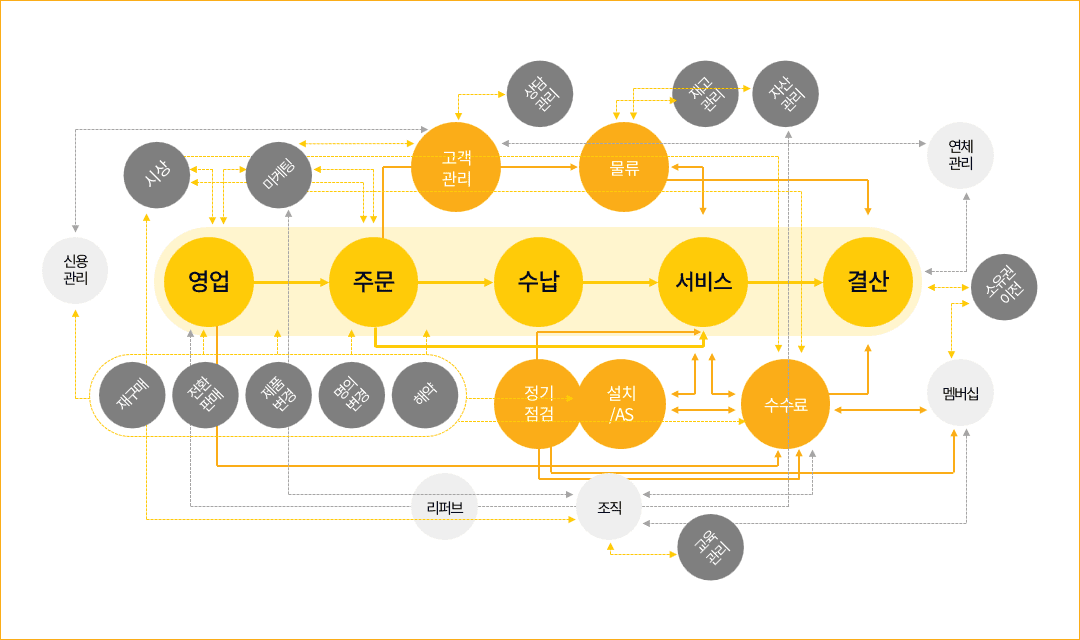 상담
관리
재고
관리
자산
관리
고객
관리
물류
연체
관리
시상
마케팅
신용
관리
영업
주문
수납
서비스
결산
소유권
이전
재구매
전환
판매
제품
변경
명의
변경
해약
정기
점검
설치
/AS
수수료
멤버십
리퍼브
조직
교육
관리